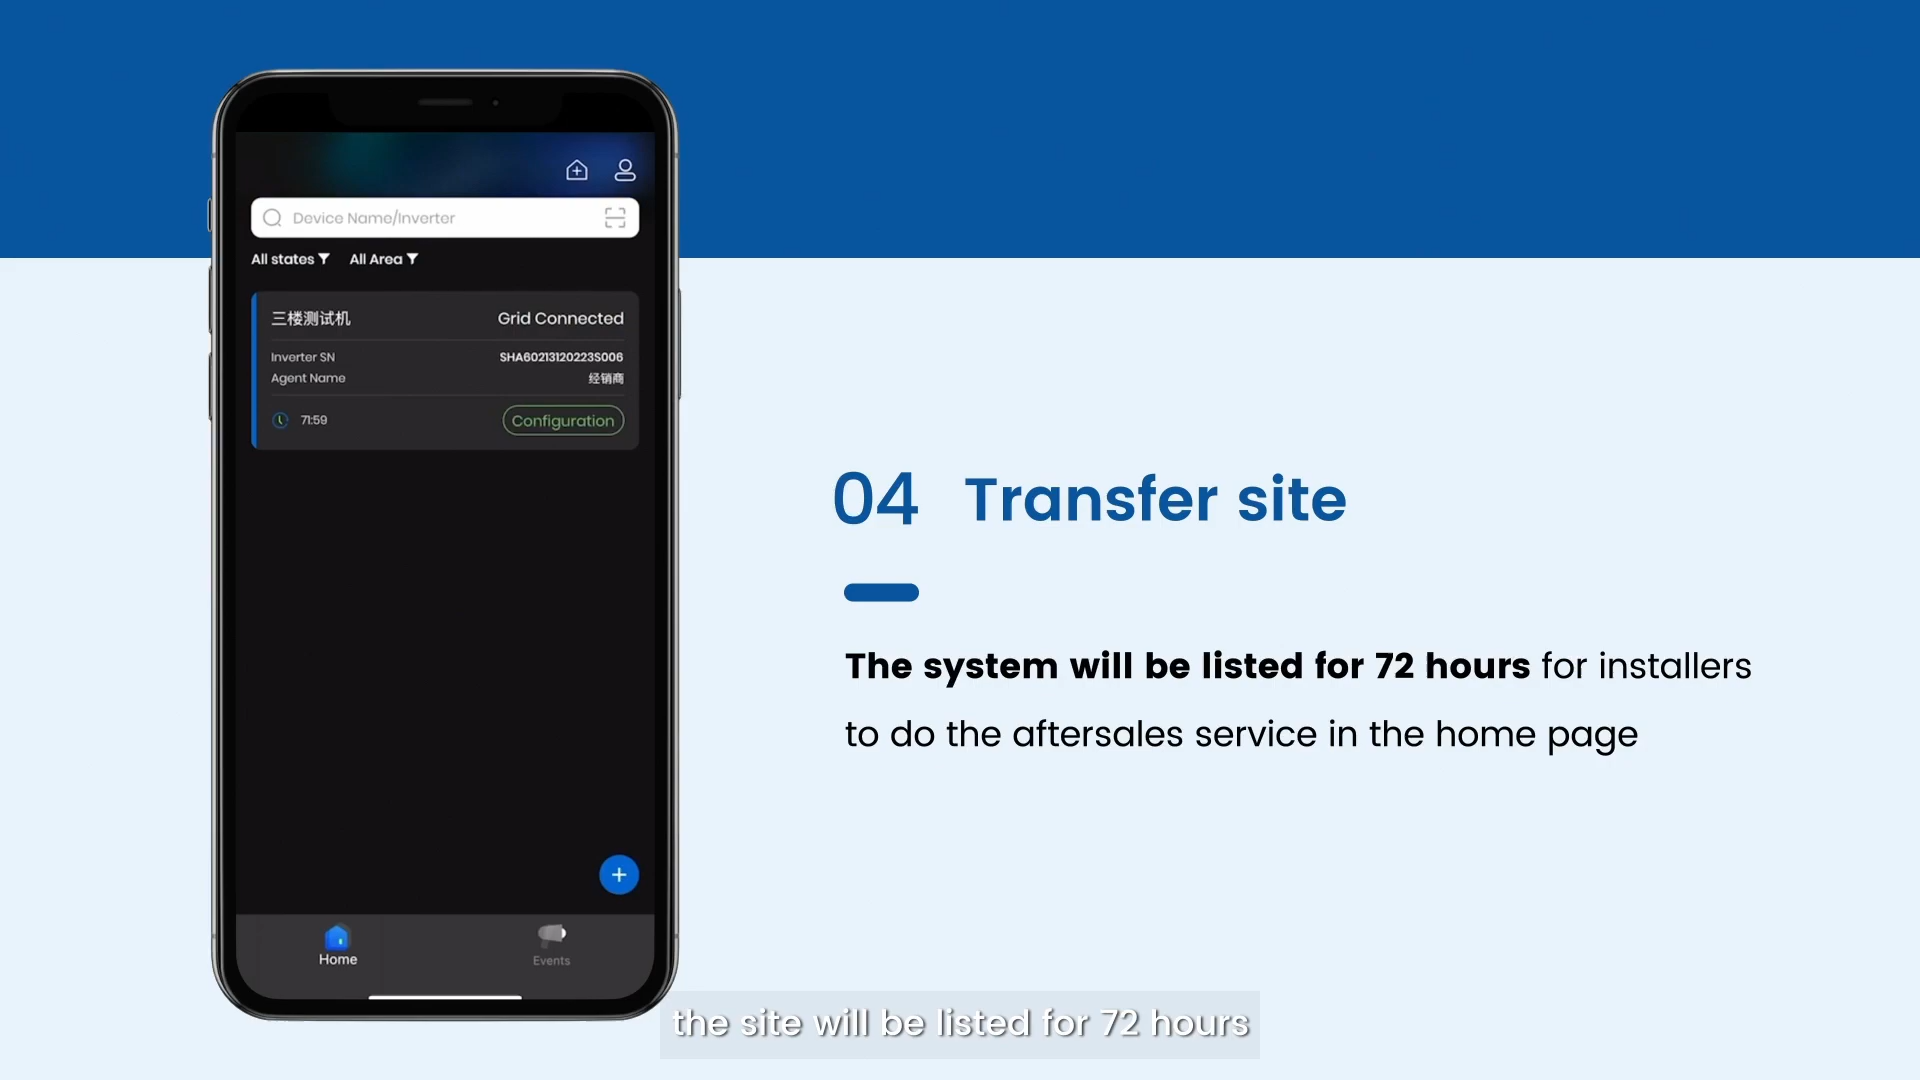 Device Name/Inverter
All states
All Area
三楼测试机
Grid Connected
Inverter SN
SHA60213120223S006
Agent Name
经销商
71:59
Configuration
Home
Events
04 Transfer site
The system will be listed for 72 hours for installers
to do the aftersales service in the home page
the site will be listed for 72 hours